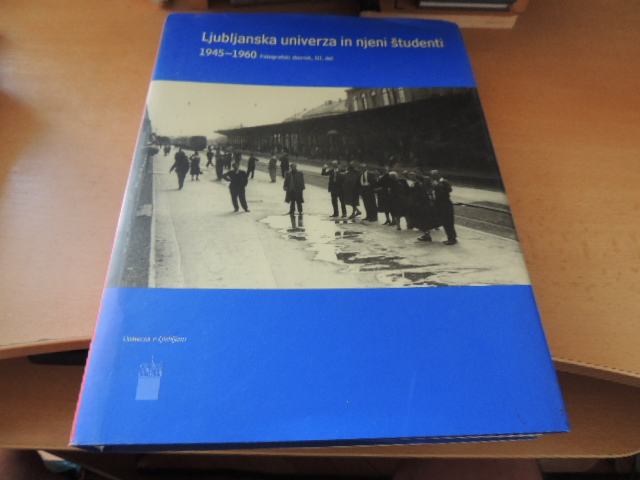 Ljubljanska univerza in njeni študenti
1945–1960 Fotografski zbornik, III. del
Univerza v Ljubljani